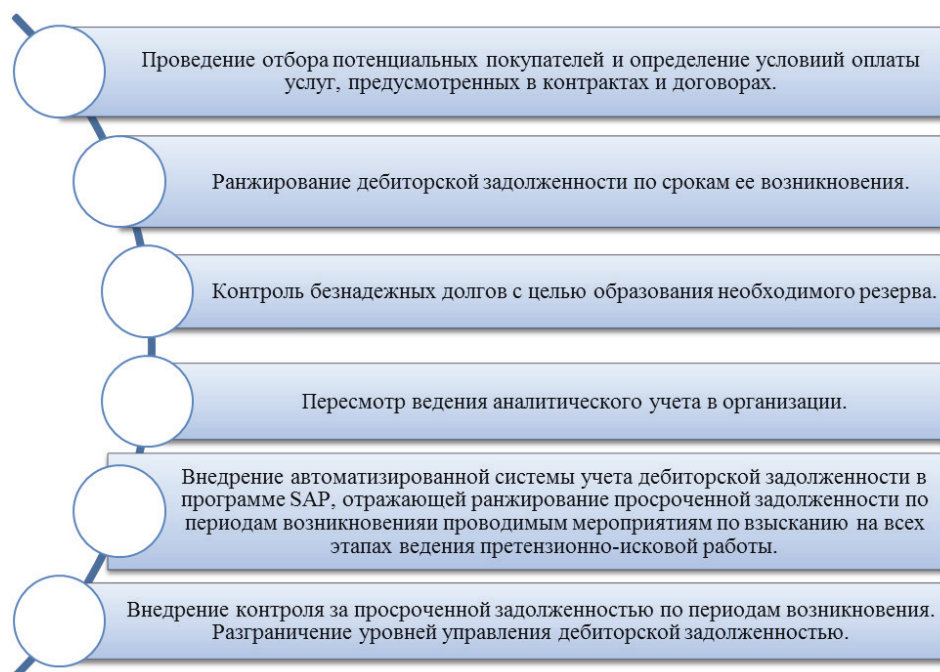 Проведение отбора потенциальных покупателей и определение условиий оплаты
услуг, предусмотренных в контрактах и договорах.
Ранжирование дебиторской задолженности по срокам ее возникновения.
Контроль безнадежных долгов с целью образования необходимого резерва.
Пересмотр ведения аналитического учета в организации.
Внедрение автоматизированной системы учета дебиторской задолженности в
программе SAP, отражающей ранжирование просроченной задолженности по
периодам возникновенияи проводимым мероприятиям по взысканию на всех
этапах ведения претензионно-исковой работы.
Внедрение контроля за просроченной задолженностью по периодам возникновения.
Разграничение уровней управления дебиторской задолженностью.